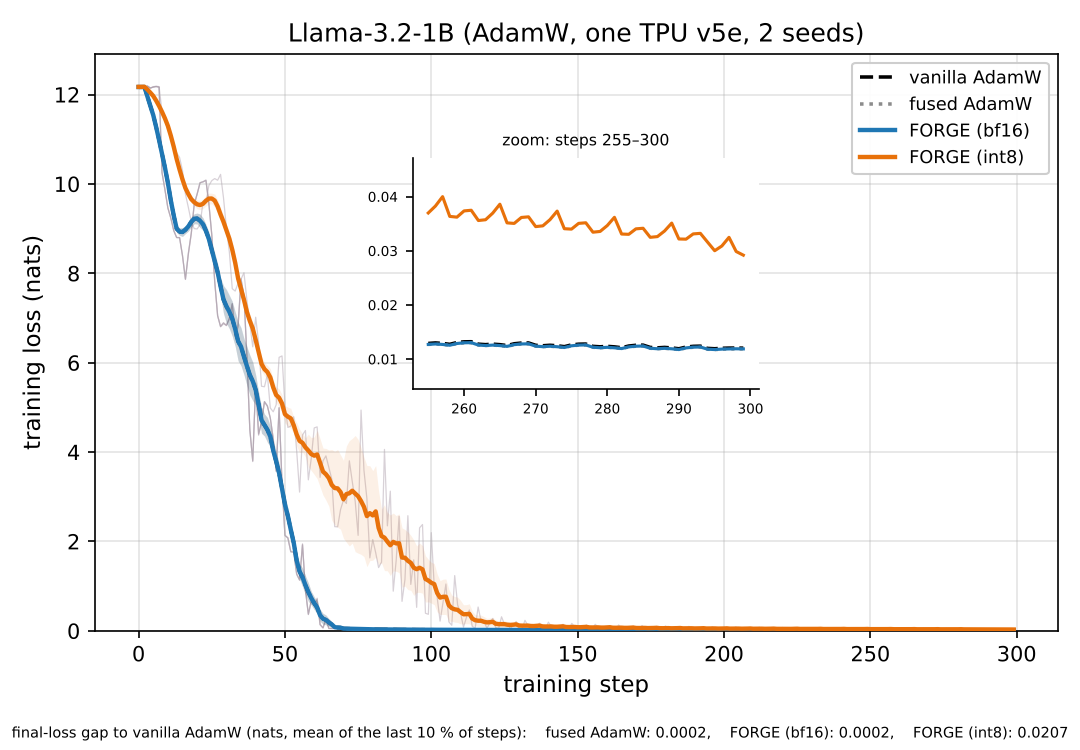 Llama-3.2-1B (AdamW, one TPU v5e, 2 seeds)
vanilla AdamW
fused AdamW
FORGE (bf16)
FORGE (int8)
zoom: steps 255–300
0.04
0.03
0.02
0.01
260 270 280 290 300
training loss (nats)
12
10
8
6
4
2
0
0 50 100 150 200 250 300
training step
final-loss gap to vanilla AdamW (nats, mean of the last 10 % of steps): fused AdamW: 0.0002, FORGE (bf16): 0.0002, FORGE (int8): 0.0207